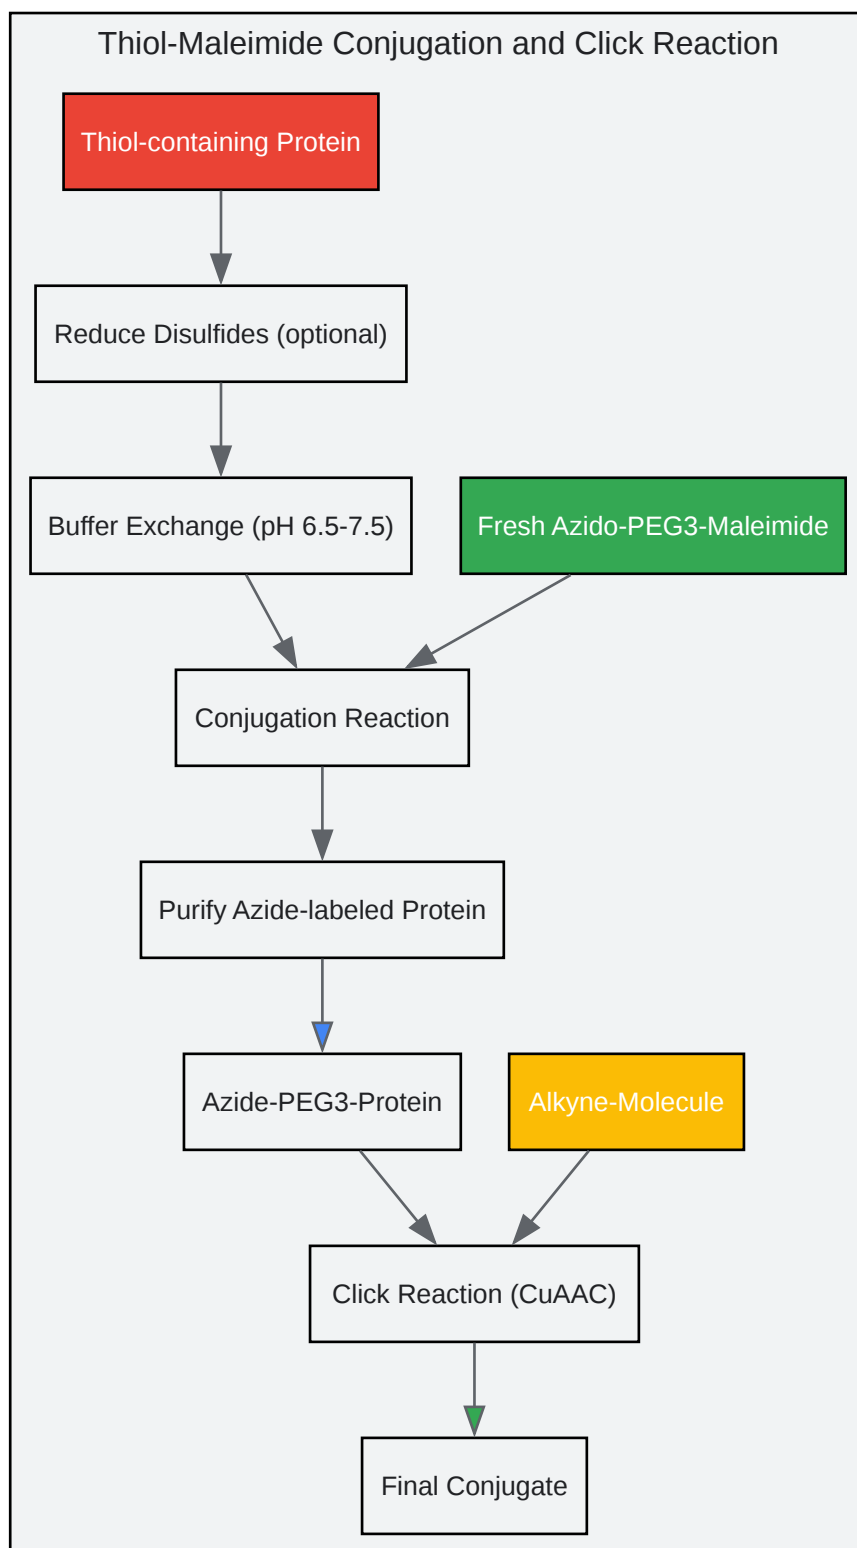 Thiol-Maleimide Conjugation and Click Reaction
Thiol-containing Protein
Reduce Disulfides (optional)
Buffer Exchange (pH 6.5-7.5)
Fresh Azido-PEG3-Maleimide
Conjugation Reaction
Purify Azide-labeled Protein
Azide-PEG3-Protein
Alkyne-Molecule
Click Reaction (CuAAC)
Final Conjugate